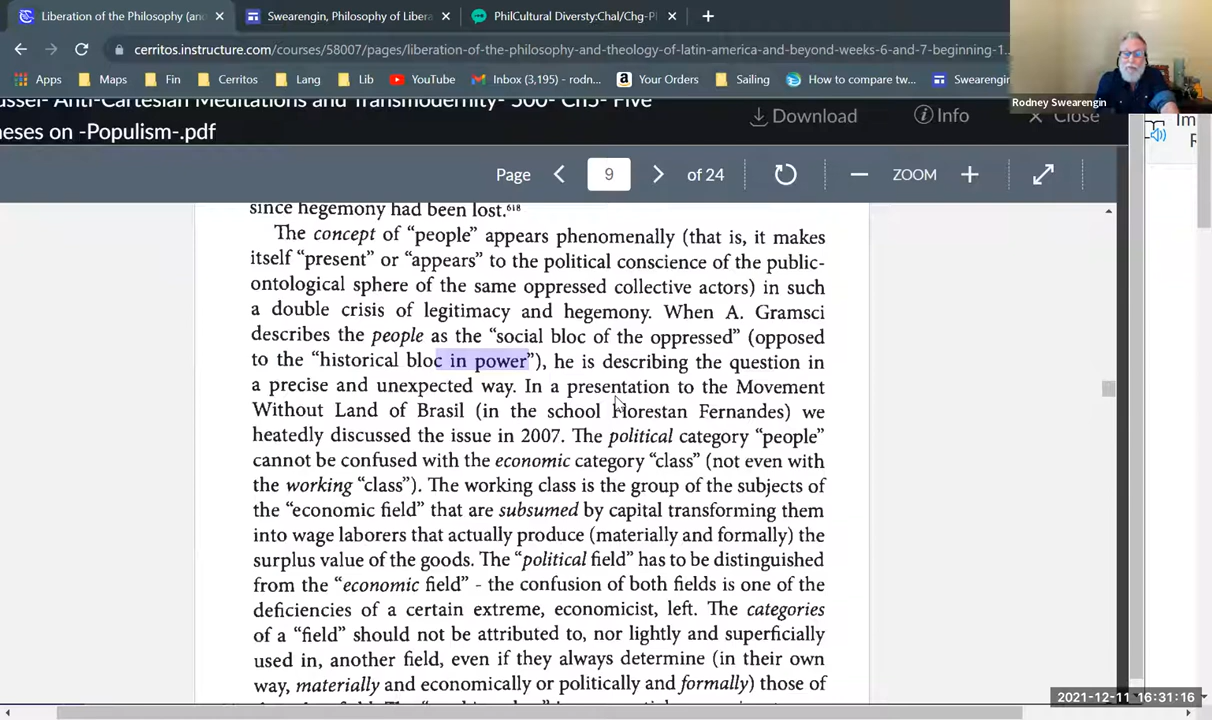 Liberation of the Philosophy (an
Swearengin, Philosophy of Libera
PhilCultural Diversty:Chal/Chg-P
cerritos.instructure.com/courses/58007/pages/liberation-of-the-philosophy-and-theology-of-latin-america-and-beyond-weeks-6-and-7-beginning-1...
Apps Maps Fin Cerritos Lang Lib YouTube Inbox (3,195) - rodn... Your Orders Sailing How to compare tw... Swearengin
Rodney Swearengin
ussel- Anti-Cartesian Meditations and Transmodernity- 300- Ch5- Five
heses on -Populism-.pdf
Download Info Close
Im
R
Page 9 of 24 ZOOM
since hegemony had been lost.⁶¹⁸
The concept of “people” appears phenomenally (that is, it makes
itself “present” or “appears” to the political conscience of the public-
ontological sphere of the same oppressed collective actors) in such
a double crisis of legitimacy and hegemony. When A. Gramsci
describes the people as the “social bloc of the oppressed” (opposed
to the “historical bloc in power”), he is describing the question in
a precise and unexpected way. In a presentation to the Movement
Without Land of Brasil (in the school Florestan Fernandes) we
heatedly discussed the issue in 2007. The political category “people”
cannot be confused with the economic category “class” (not even with
the working “class”). The working class is the group of the subjects of
the “economic field” that are subsumed by capital transforming them
into wage laborers that actually produce (materially and formally) the
surplus value of the goods. The “political field” has to be distinguished
from the “economic field” - the confusion of both fields is one of the
deficiencies of a certain extreme, economicist, left. The categories
of a “field” should not be attributed to, nor lightly and superficially
used in, another field, even if they always determine (in their own
way, materially and economically or politically and formally) those of
2021-12-11 16:31:16